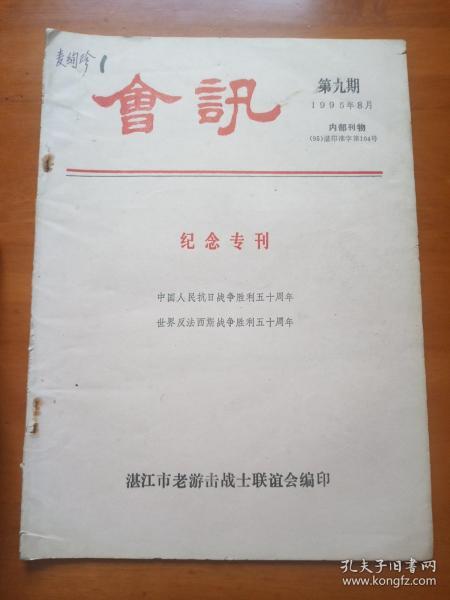 麦绚珍 1
會訊
第九期
1995年8月
内部刊物
(95)湛印准字第104号
纪念专刊
中国人民抗日战争胜利五十周年
世界反法西斯战争胜利五十周年
湛江市老游击战士联谊会编印
孔夫子旧书网
www.kongfz.com